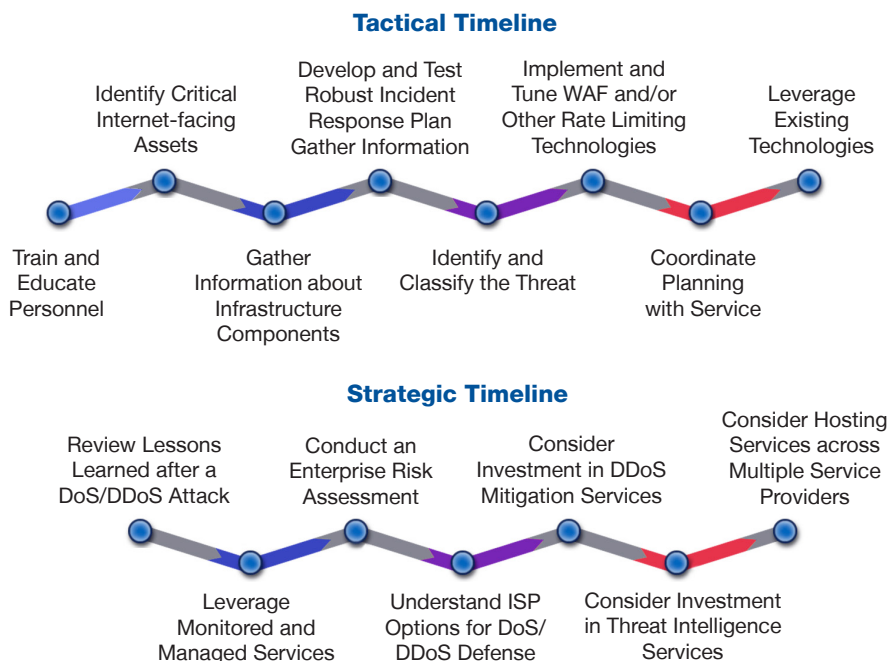 Tactical Timeline
Train and
Educate
Personnel
Identify Critical
Internet-facing
Assets
Gather
Information about
Infrastructure
Components
Develop and Test
Robust Incident
Response Plan
Gather Information
Identify and
Classify the Threat
Implement and
Tune WAF and/or
Other Rate Limiting
Technologies
Coordinate
Planning
with Service
Leverage
Existing
Technologies
Strategic Timeline
Review Lessons
Learned after a
DoS/DDoS Attack
Leverage
Monitored and
Managed Services
Conduct an
Enterprise Risk
Assessment
Understand ISP
Options for DoS/
DDoS Defense
Consider
Investment in DDoS
Mitigation Services
Consider Investment
in Threat Intelligence
Services
Consider Hosting
Services across
Multiple Service
Providers